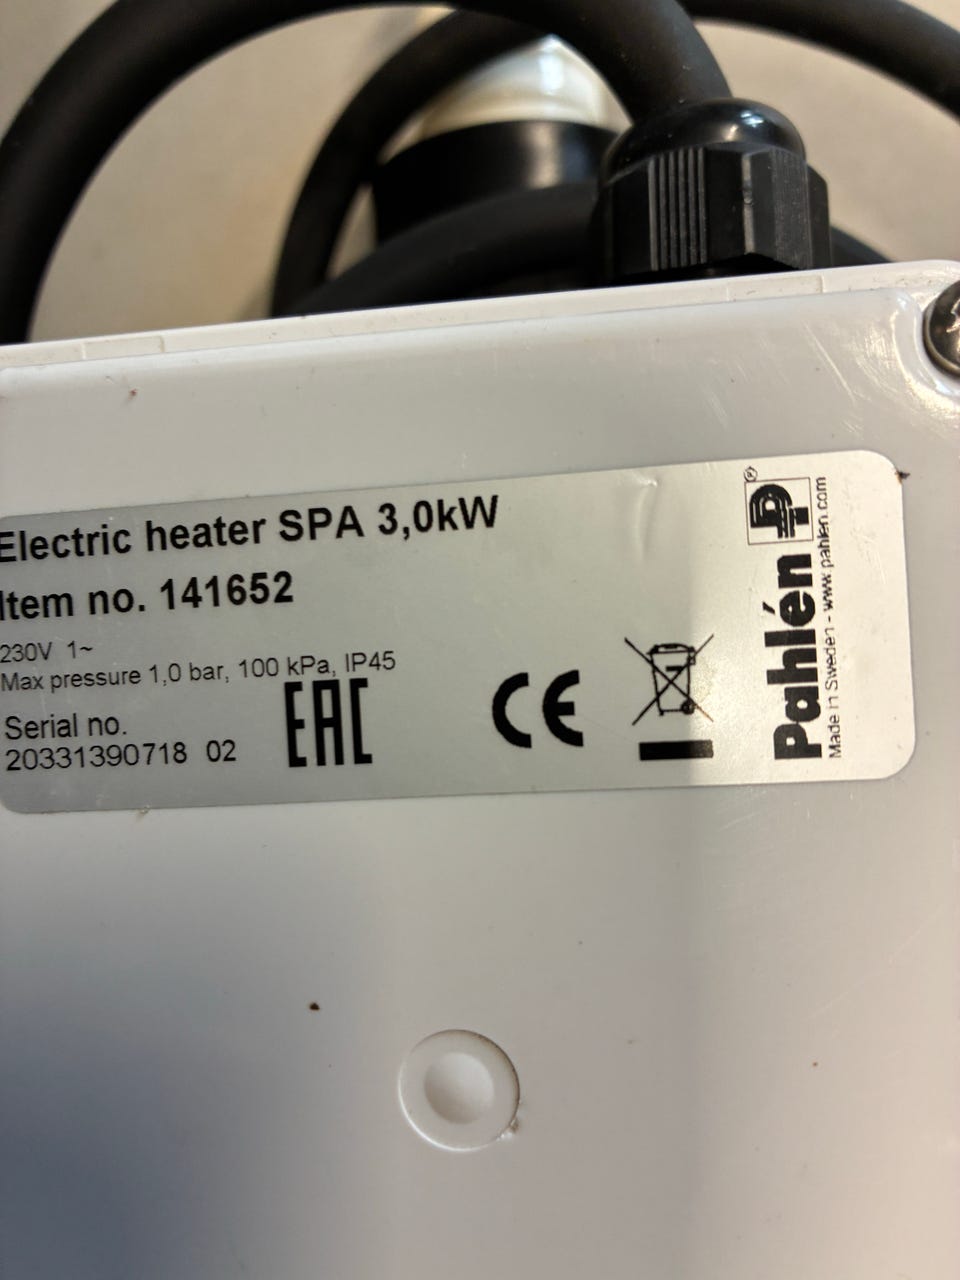 Electric heater SPA 3,0kW
Item no. 141652
230V 1~
Max pressure 1,0 bar, 100 kPa, IP45
Serial no.
20331390718 02
EAC
CE
Pahlén ®
Made in Sweden - www.pahlen.com